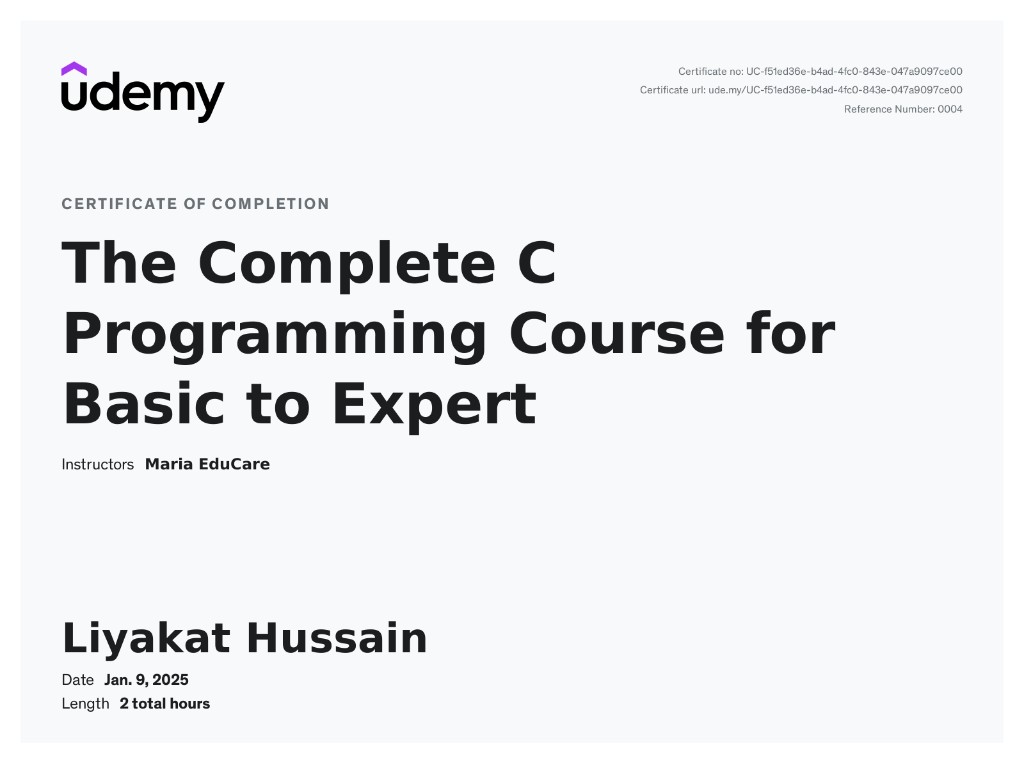 udemy
Certificate no: UC-f51ed36e-b4ad-4fc0-843e-047a9097ce00
Certificate url: ude.my/UC-f51ed36e-b4ad-4fc0-843e-047a9097ce00
Reference Number: 0004
CERTIFICATE OF COMPLETION
The Complete C
Programming Course for
Basic to Expert
Instructors Maria EduCare
Liyakat Hussain
Date Jan. 9, 2025
Length 2 total hours